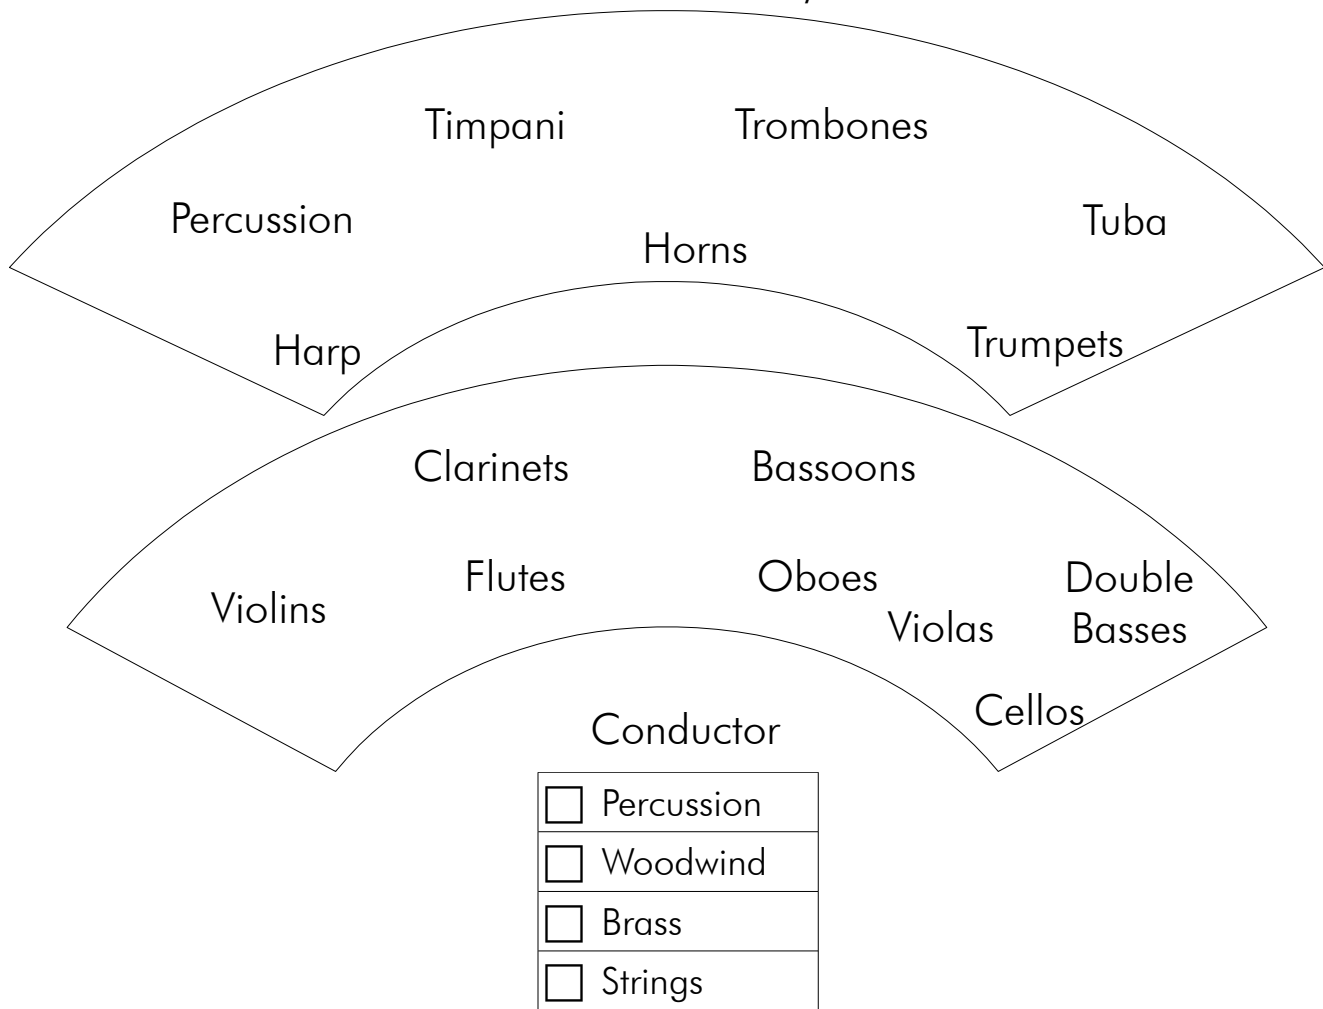 Timpani
Trombones
Percussion
Tuba
Horns
Harp
Trumpets
Clarinets
Bassoons
Flutes
Oboes
Double
Basses
Violins
Violas
Cellos
Conductor
Percussion
Woodwind
Brass
Strings